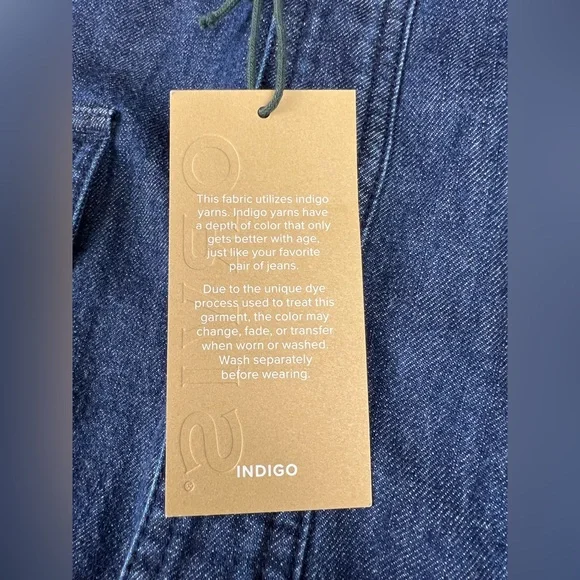 This fabric utilizes indigo
yarns. Indigo yarns have
a depth of color that only
gets better with age,
just like your favorite
pair of jeans.
Due to the unique dye
process used to treat this
garment, the color may
change, fade, or transfer
when worn or washed.
Wash separately
before wearing.
INDIGO